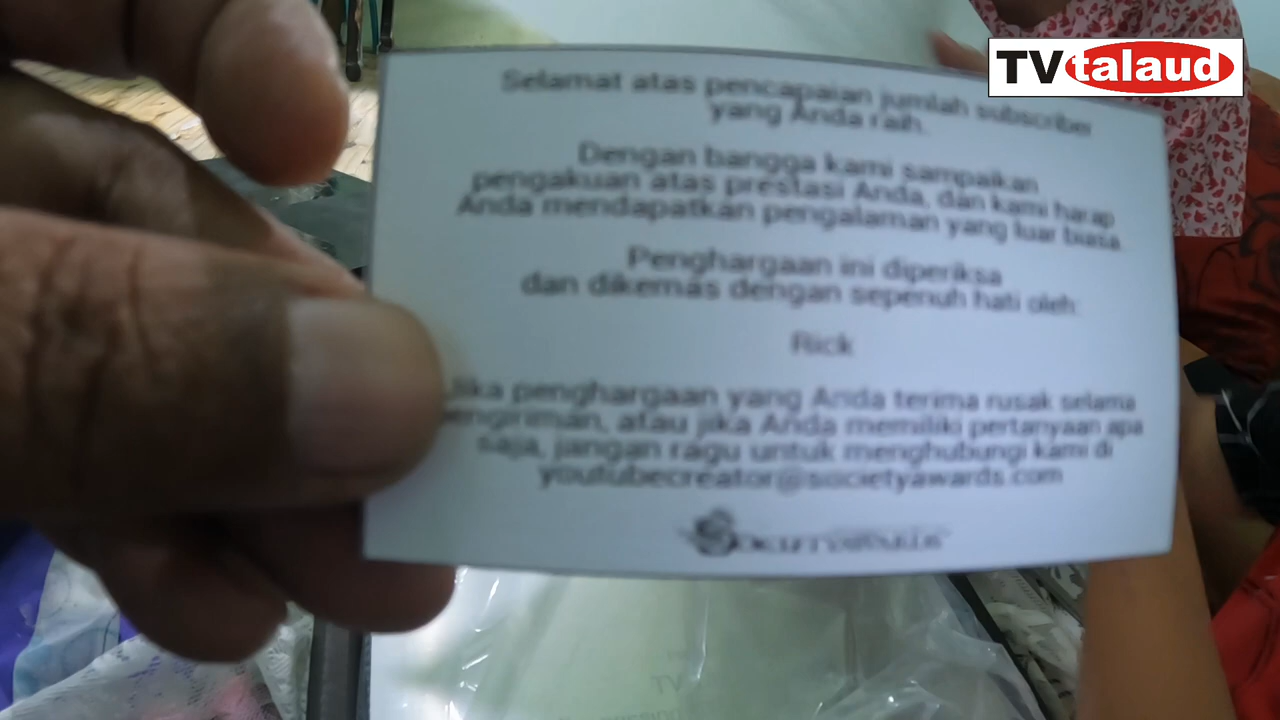 TVtalaud
Selamat atas pencapaian jumlah subscriber
yang Anda raih.
Dengan bangga kami sampaikan
pengakuan atas prestasi Anda, dan kami harap
Anda mendapatkan pengalaman yang luar biasa.
Penghargaan ini diperiksa
dan dikemas dengan sepenuh hati oleh:
Rick
Jika penghargaan yang Anda terima rusak selama
pengiriman, atau jika Anda memiliki pertanyaan apa
saja, jangan ragu untuk menghubungi kami di
youtubecreator@societyawards.com
TV